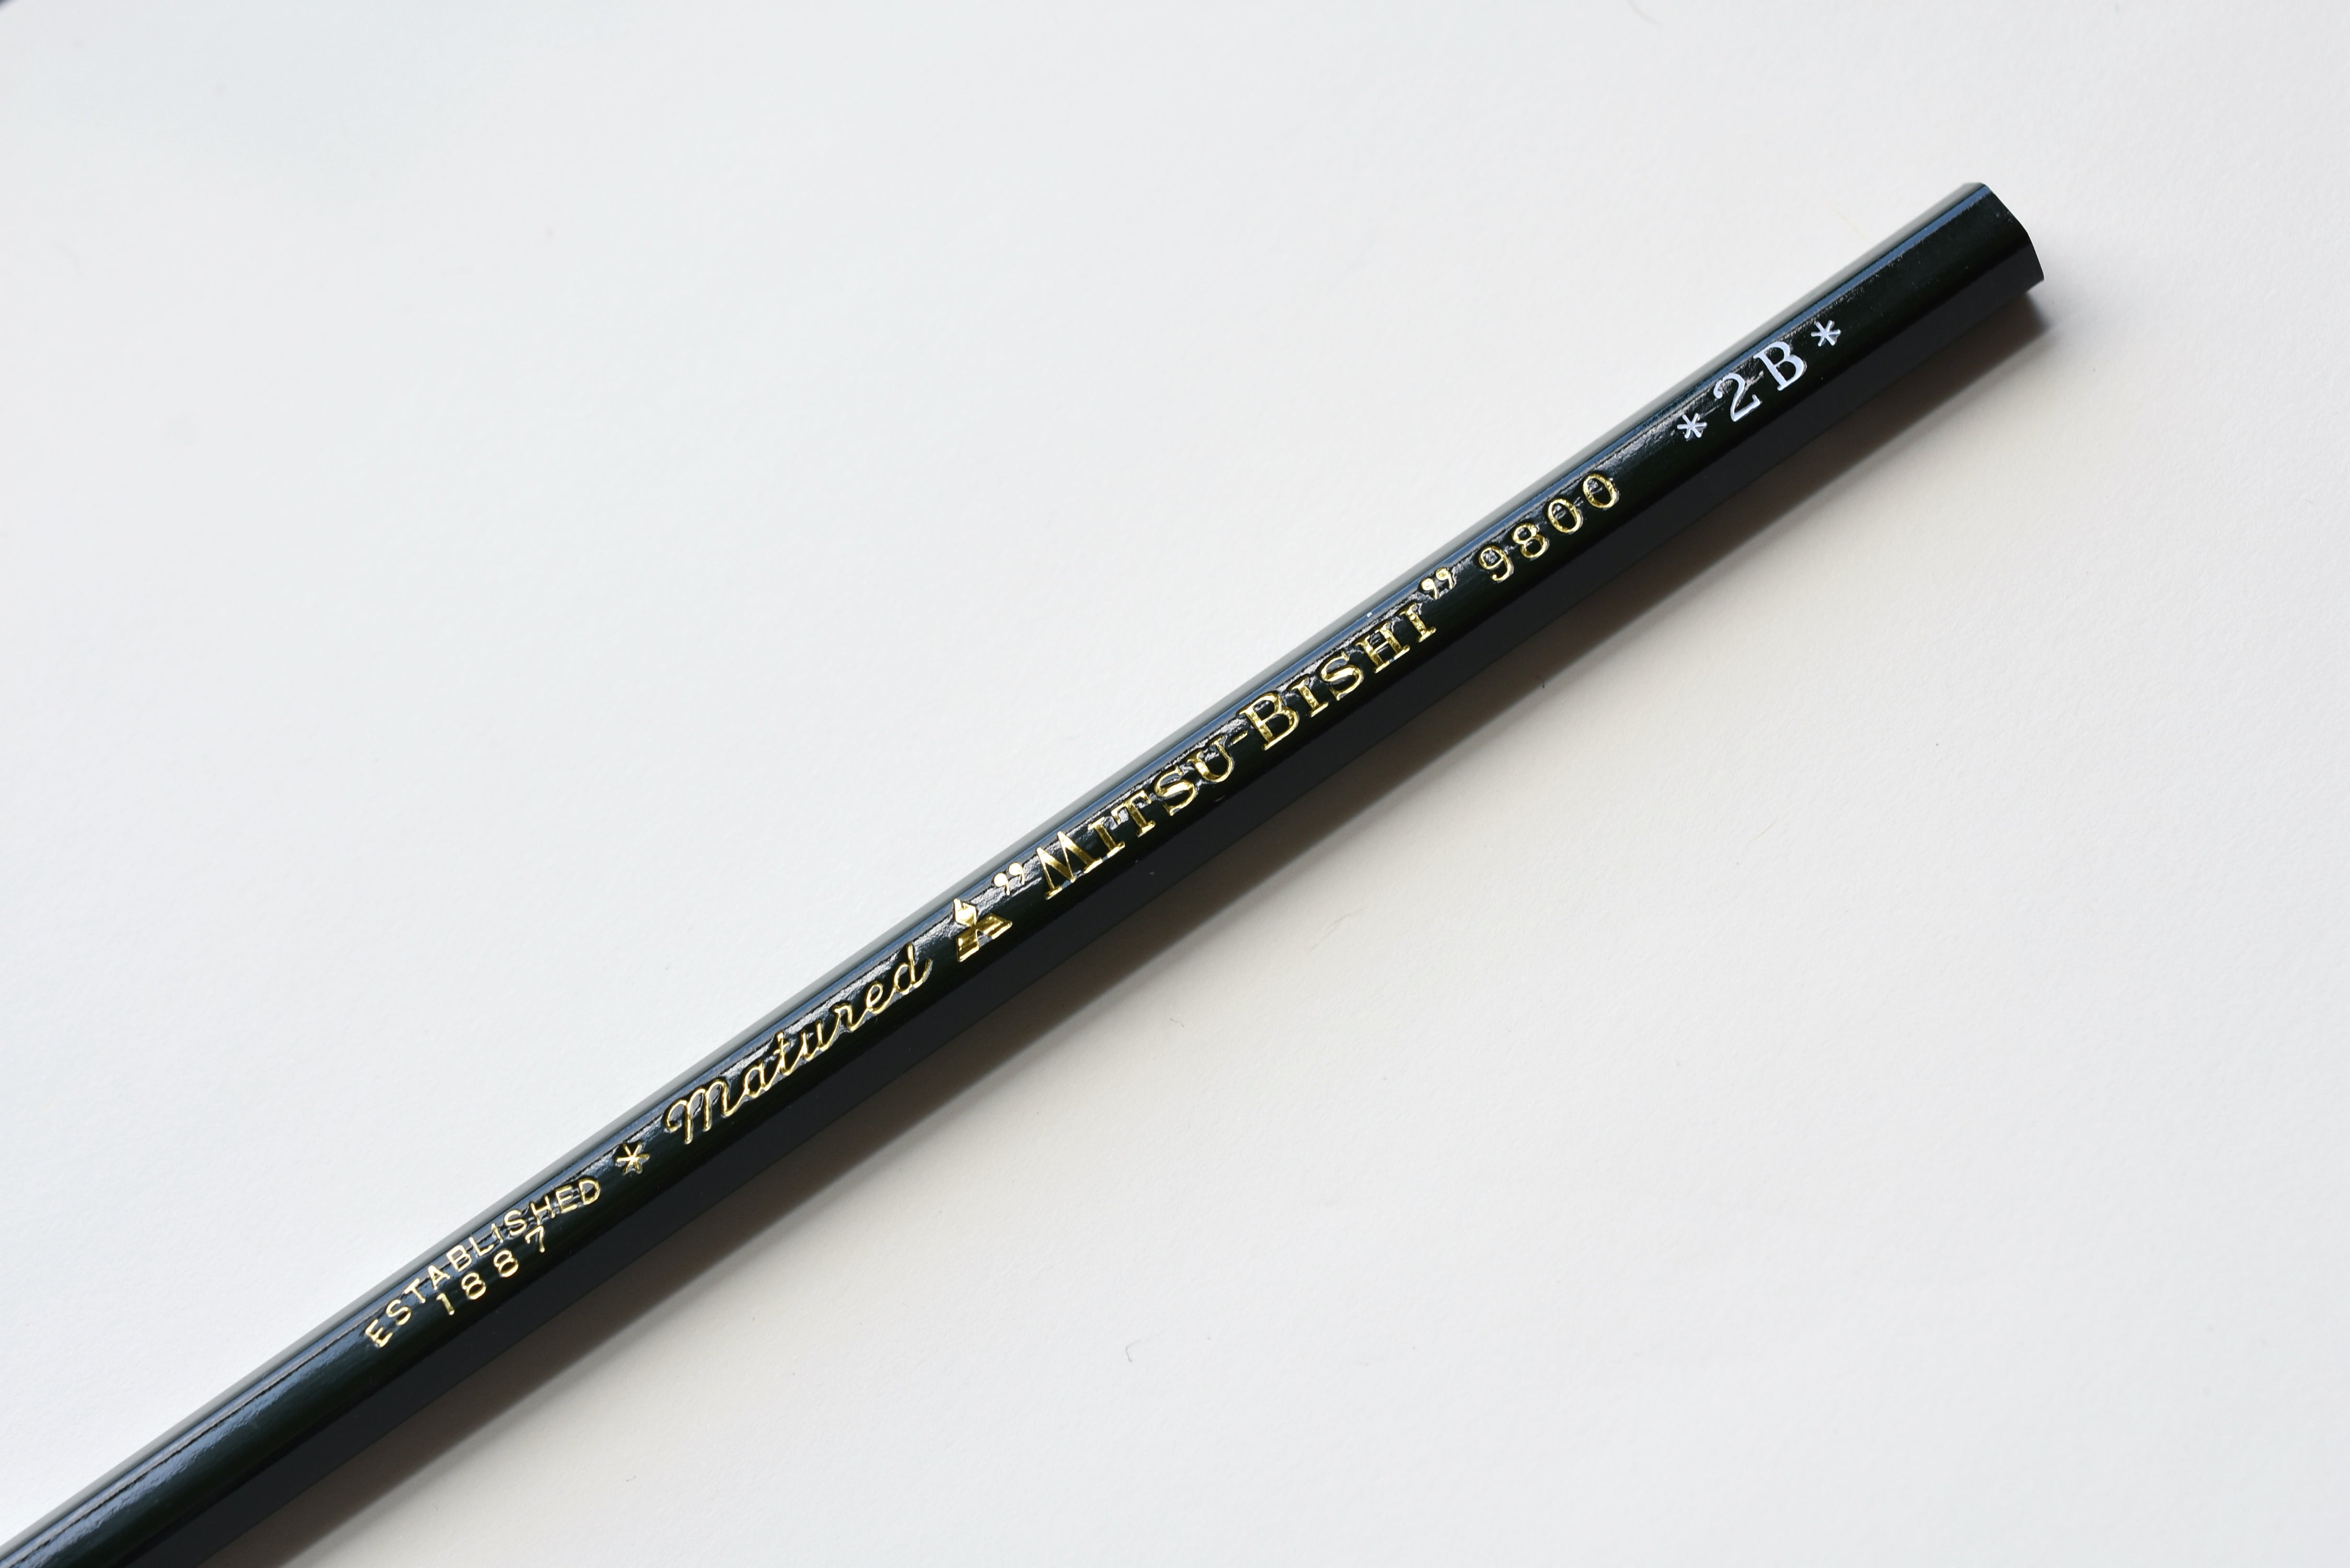 ESTABLISHED
1887
* Matured ”MITSU-BISHI” 9800 *2B*